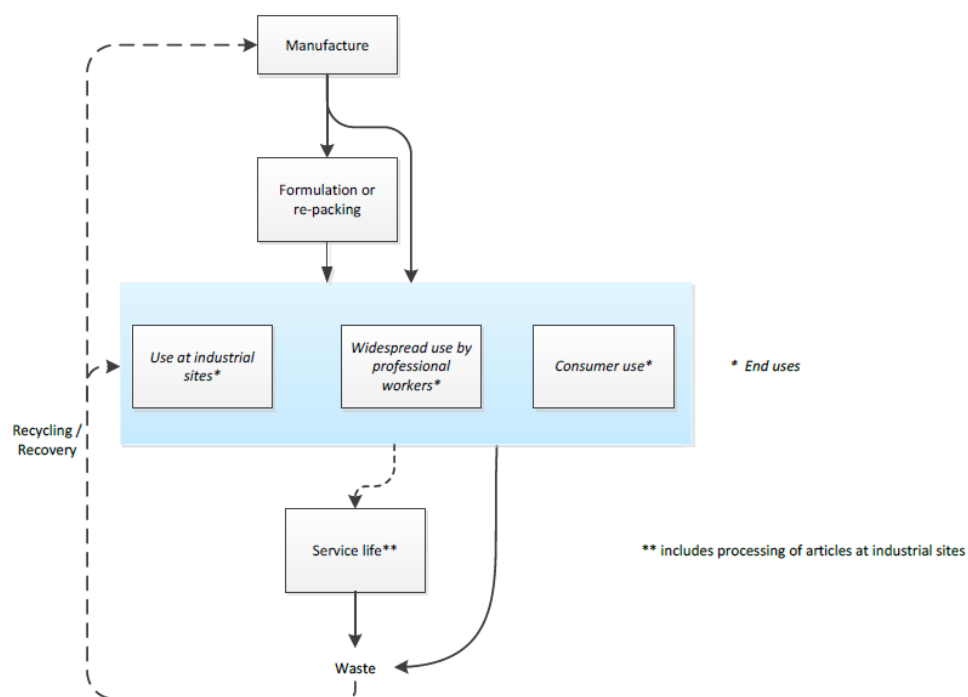 Manufacture
Formulation or
re-packing
Use at industrial
sites*
Widespread use by
professional
workers*
Consumer use*
* End uses
Recycling /
Recovery
Service life**
** includes processing of articles at industrial sites
Waste